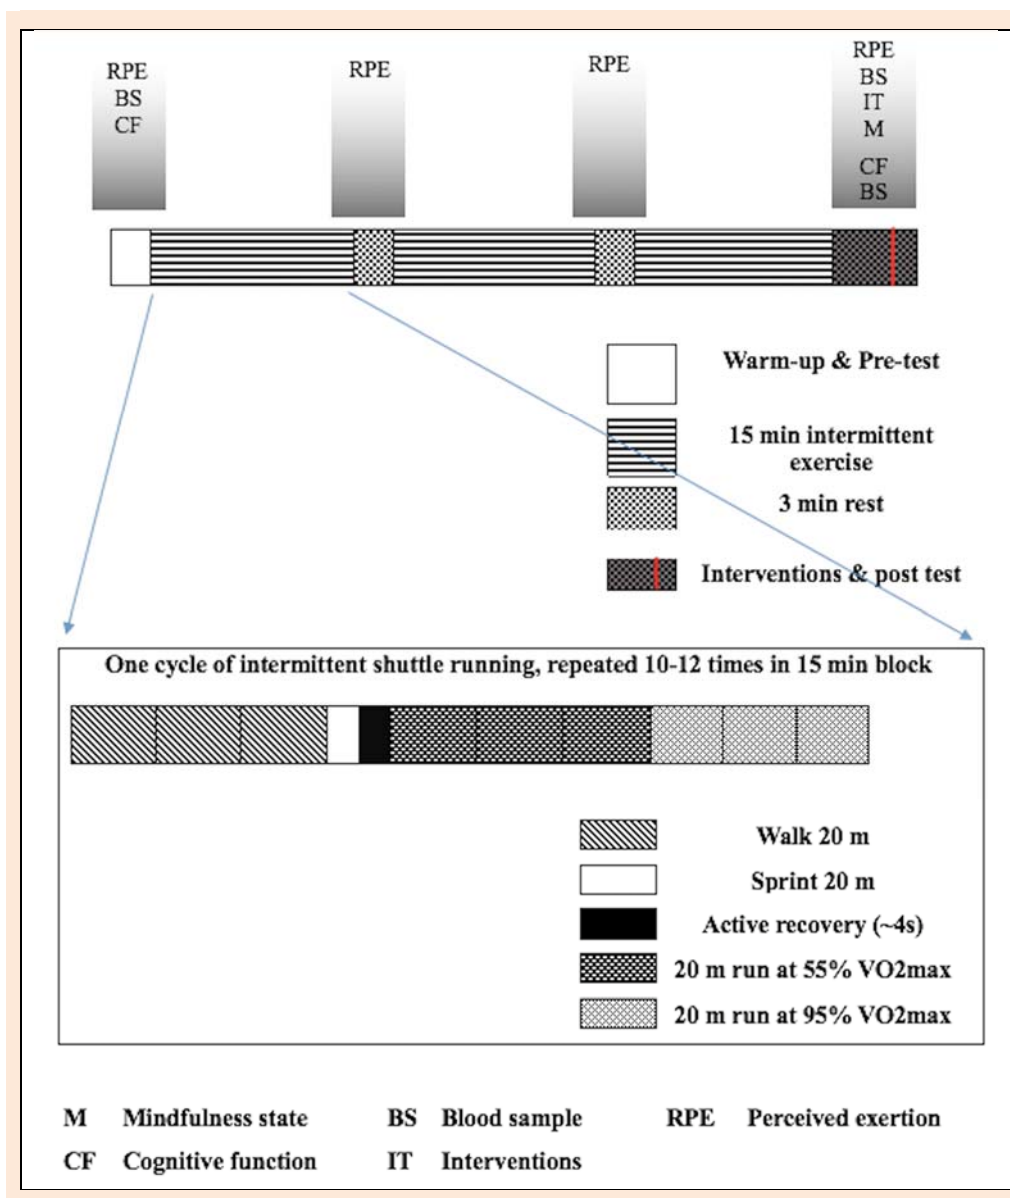 RPE
BS
CF
RPE
RPE
RPE
BS
IT
M
CF
BS
Warm-up & Pre-test
15 min intermittent
exercise
3 min rest
Interventions & post test
One cycle of intermittent shuttle running, repeated 10-12 times in 15 min block
Walk 20 m
Sprint 20 m
Active recovery (~4s)
20 m run at 55% VO2max
20 m run at 95% VO2max
M Mindfulness state BS Blood sample RPE Perceived exertion
CF Cognitive function IT Interventions